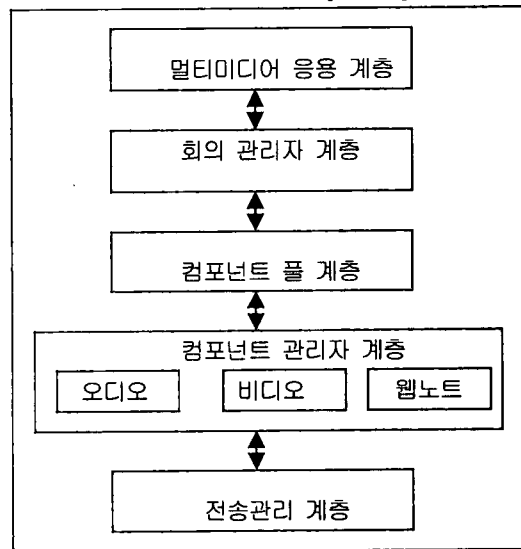 멀티미디어 응용 계층
회의 관리자 계층
컴포넌트 풀 계층
컴포넌트 관리자 계층
오디오 비디오 웹노트
전송관리 계층